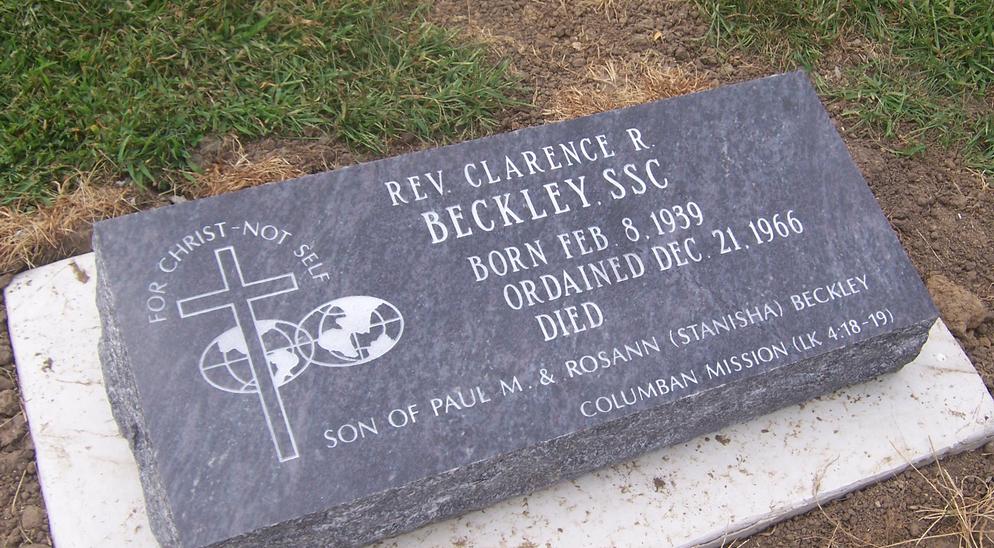 FOR CHRIST-NOT SELF
REV. CLARENCE R.
BECKLEY, SSC
BORN FEB. 8, 1939
ORDAINED DEC. 21, 1966
DIED
SON OF PAUL M. & ROSANN (STANISHA) BECKLEY
COLUMBAN MISSION (LK 4:18-19)